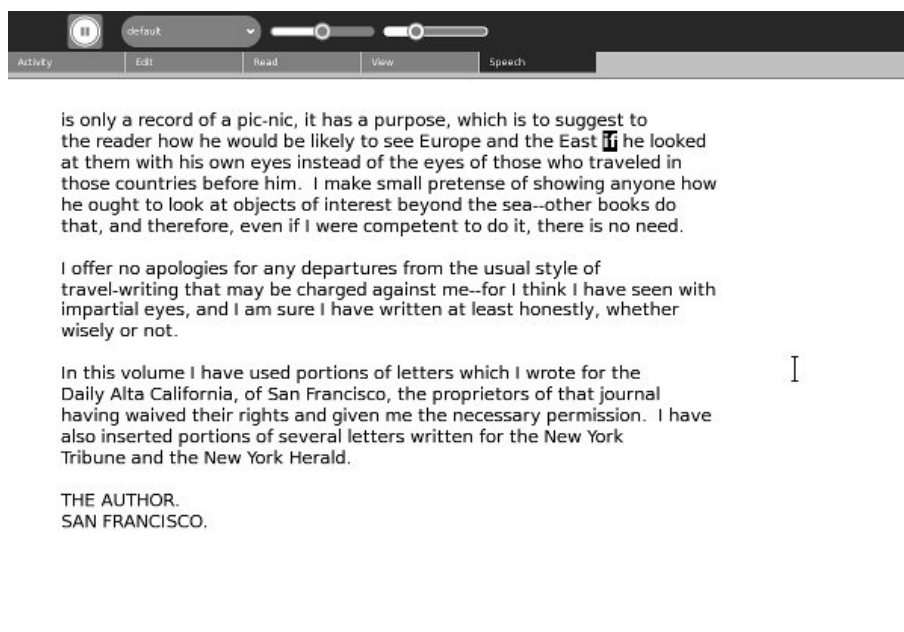 default
Activity Edit Read View Speech
is only a record of a pic-nic, it has a purpose, which is to suggest to
the reader how he would be likely to see Europe and the East if he looked
at them with his own eyes instead of the eyes of those who traveled in
those countries before him.  I make small pretense of showing anyone how
he ought to look at objects of interest beyond the sea--other books do
that, and therefore, even if I were competent to do it, there is no need.
I offer no apologies for any departures from the usual style of
travel-writing that may be charged against me--for I think I have seen with
impartial eyes, and I am sure I have written at least honestly, whether
wisely or not.
In this volume I have used portions of letters which I wrote for the
Daily Alta California, of San Francisco, the proprietors of that journal
having waived their rights and given me the necessary permission.  I have
also inserted portions of several letters written for the New York
Tribune and the New York Herald.
THE AUTHOR.
SAN FRANCISCO.